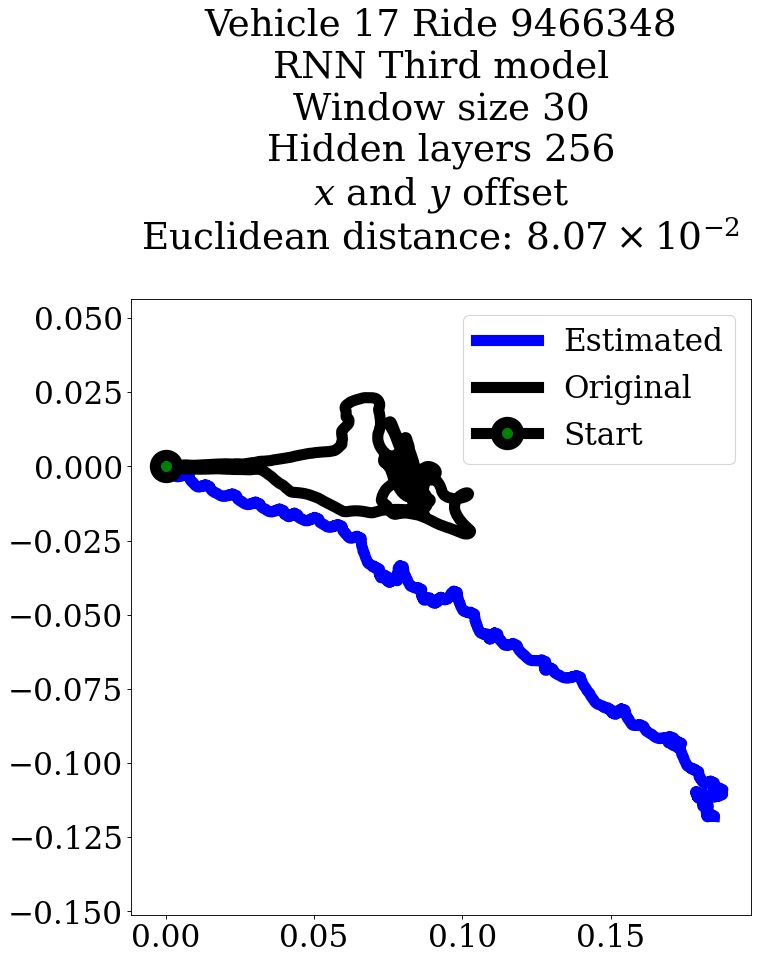 Vehicle 17 Ride 9466348
RNN Third model
Window size 30
Hidden layers 256
x and y offset
Euclidean distance: 8.07 × 10⁻²
Estimated
Original
Start
0.050
0.025
0.000
−0.025
−0.050
−0.075
−0.100
−0.125
−0.150
0.00 0.05 0.10 0.15